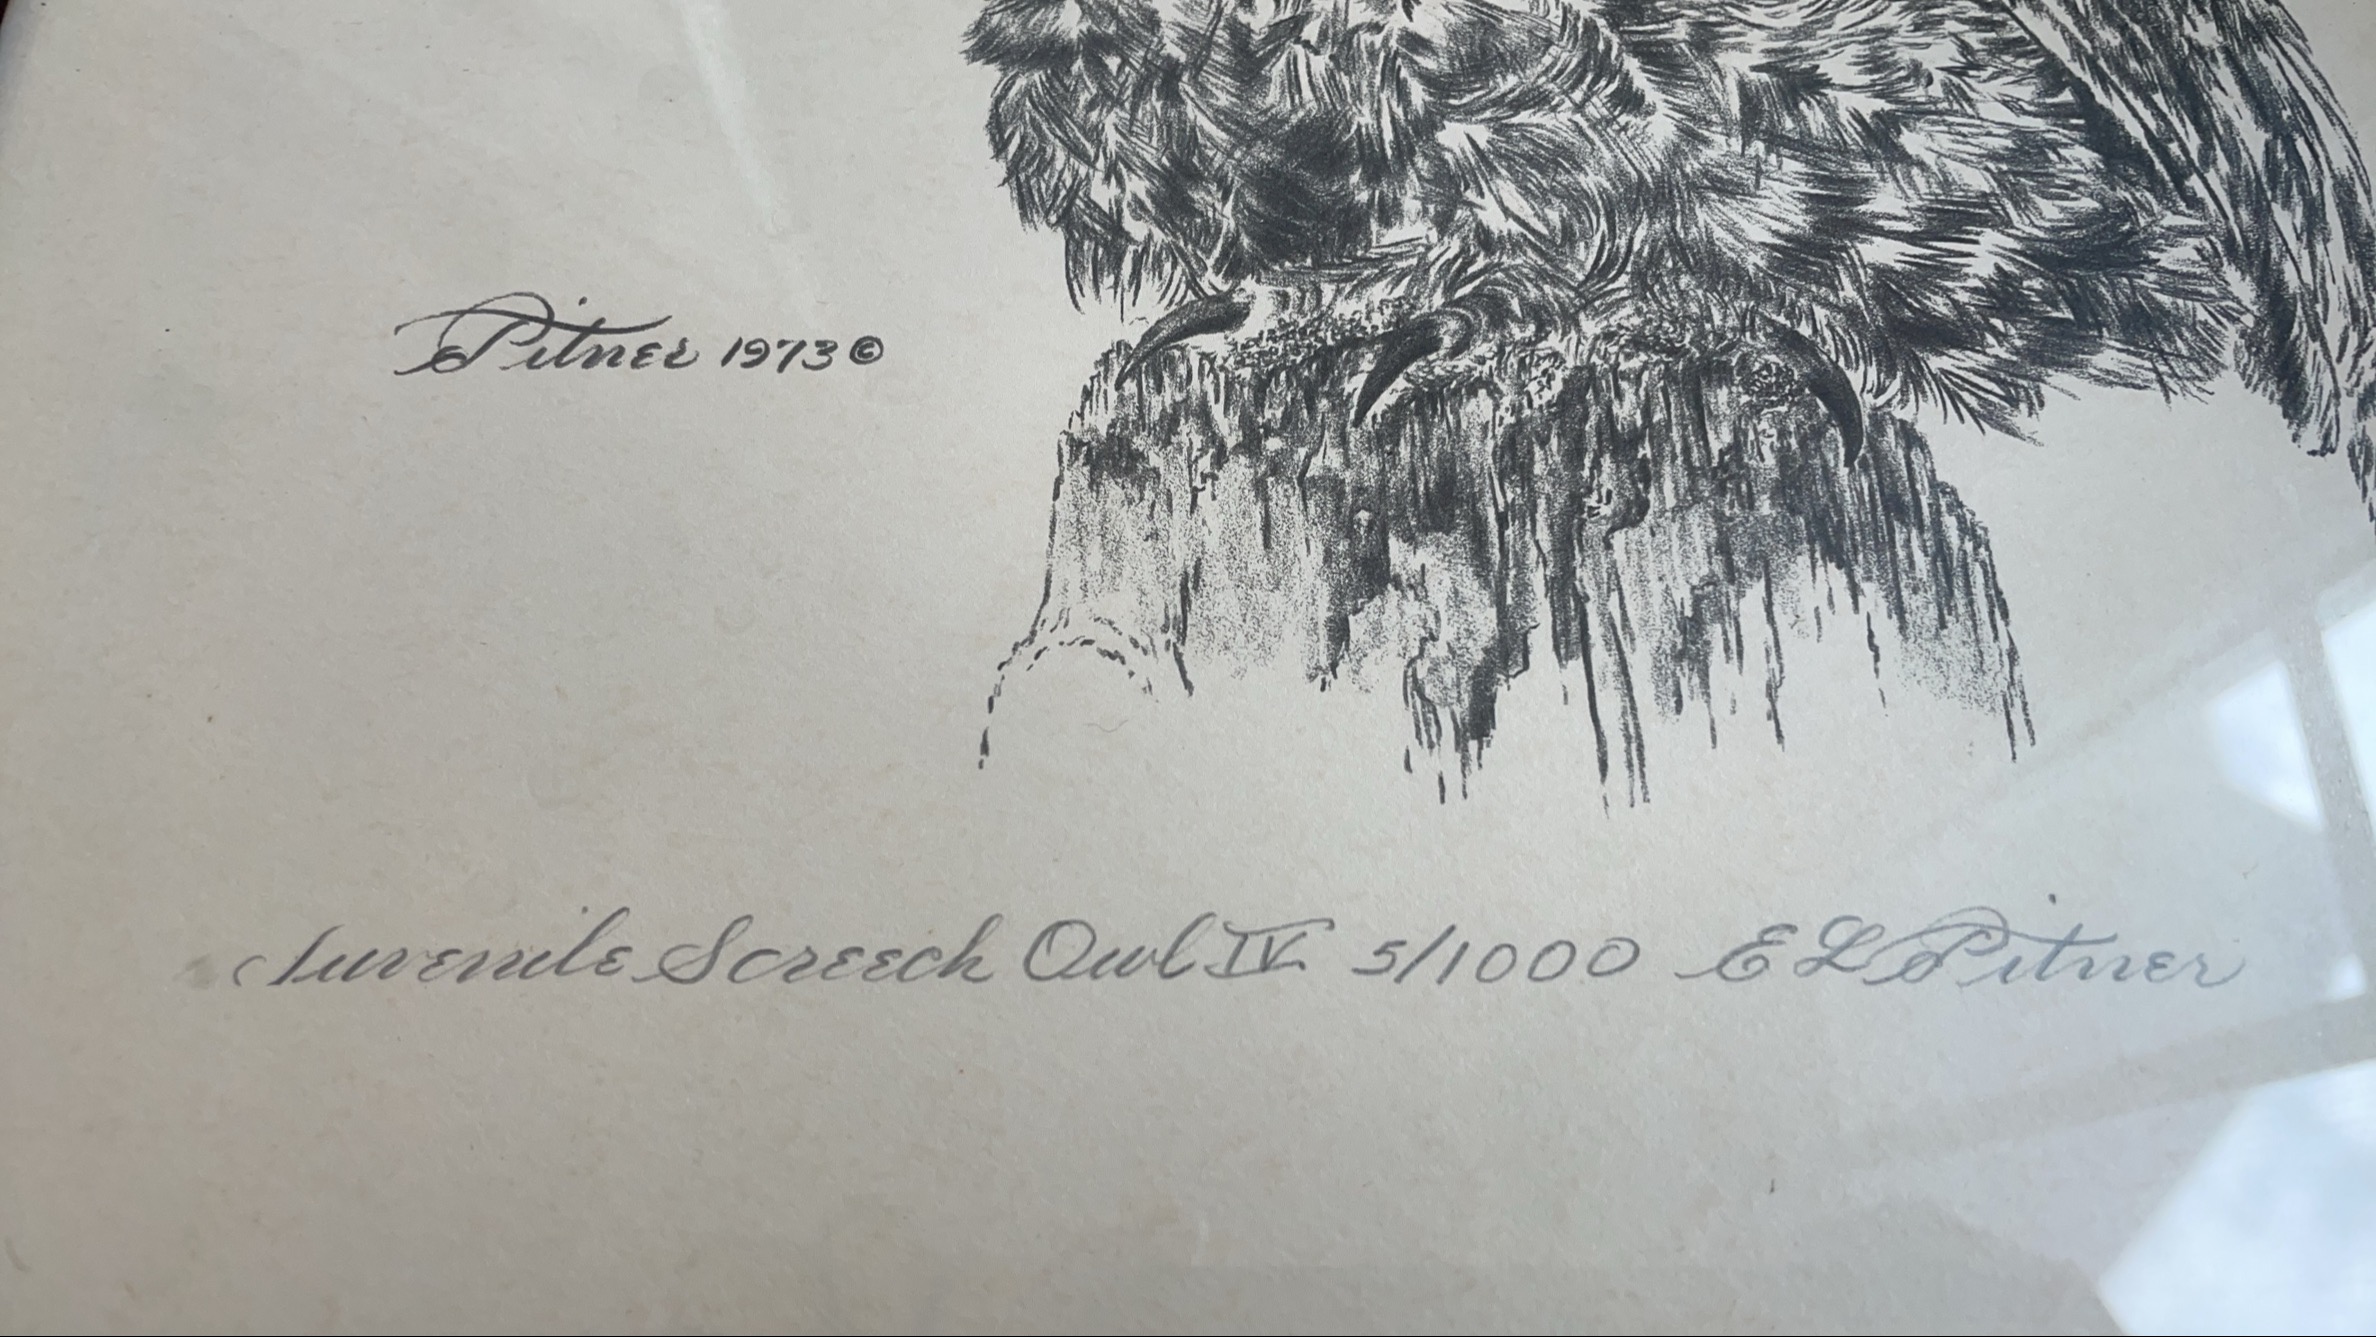 Pitner 1973 ©
Juvenile Screech Owl IV 5/1000 E L Pitner